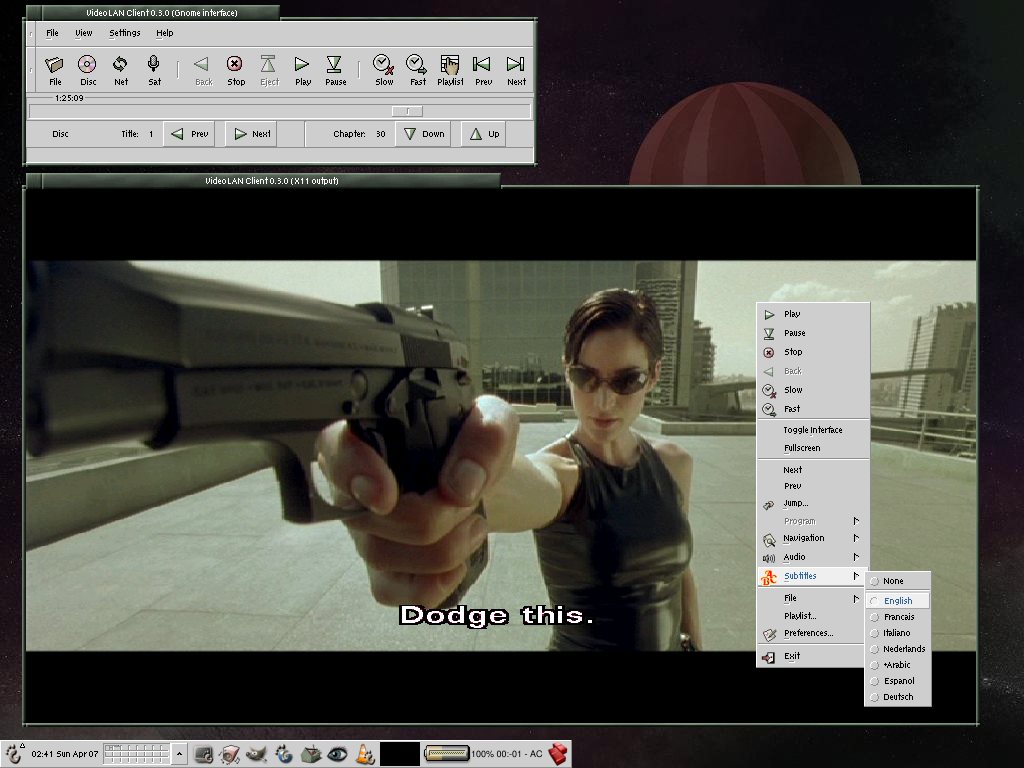 VideoLAN Client 0.3.0 (Gnome interface)
File View Settings Help
File Disc Net Sat Back Stop Eject Play Pause Slow Fast Playlist Prev Next
1:25:09
Disc Title: 1 Prev Next Chapter: 30 Down Up
VideoLAN Client 0.3.0 (X11 output)
Play
Pause
Stop
Back
Slow
Fast
Toggle Interface
Fullscreen
Next
Prev
Jump...
Program
Navigation
Audio
Subtitles
File
Playlist...
Preferences...
Exit
None
English
Francais
Italiano
Nederlands
+Arabic
Espanol
Deutsch
Dodge this.
02:41 Sun Apr 07
100% 00:-01 - AC